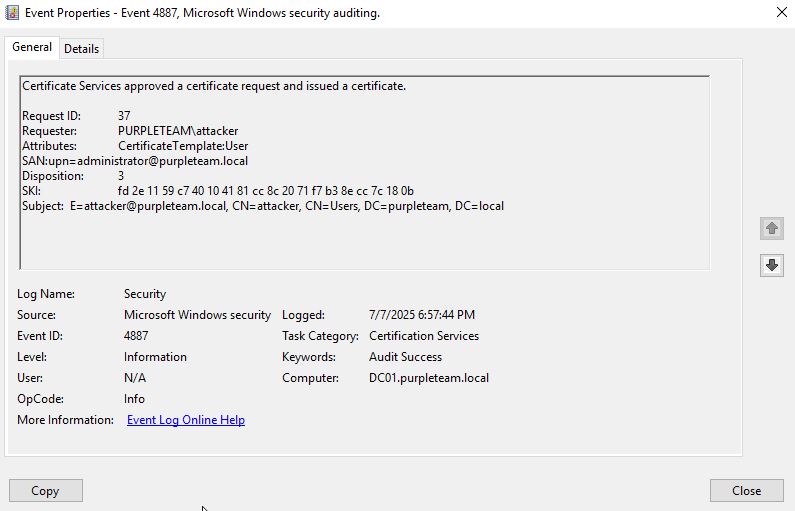 Event Properties - Event 4887, Microsoft Windows security auditing.
General Details
Certificate Services approved a certificate request and issued a certificate.
Request ID: 37
Requester: PURPLETEAM\attacker
Attributes: CertificateTemplate:User
SAN:upn=administrator@purpleteam.local
Disposition: 3
SKI: fd 2e 11 59 c7 40 10 41 81 cc 8c 20 71 f7 b3 8e cc 7c 18 0b
Subject: E=attacker@purpleteam.local, CN=attacker, CN=Users, DC=purpleteam, DC=local
Log Name: Security
Source: Microsoft Windows security Logged: 7/7/2025 6:57:44 PM
Event ID: 4887 Task Category: Certification Services
Level: Information Keywords: Audit Success
User: N/A Computer: DC01.purpleteam.local
OpCode: Info
More Information: Event Log Online Help
Copy Close